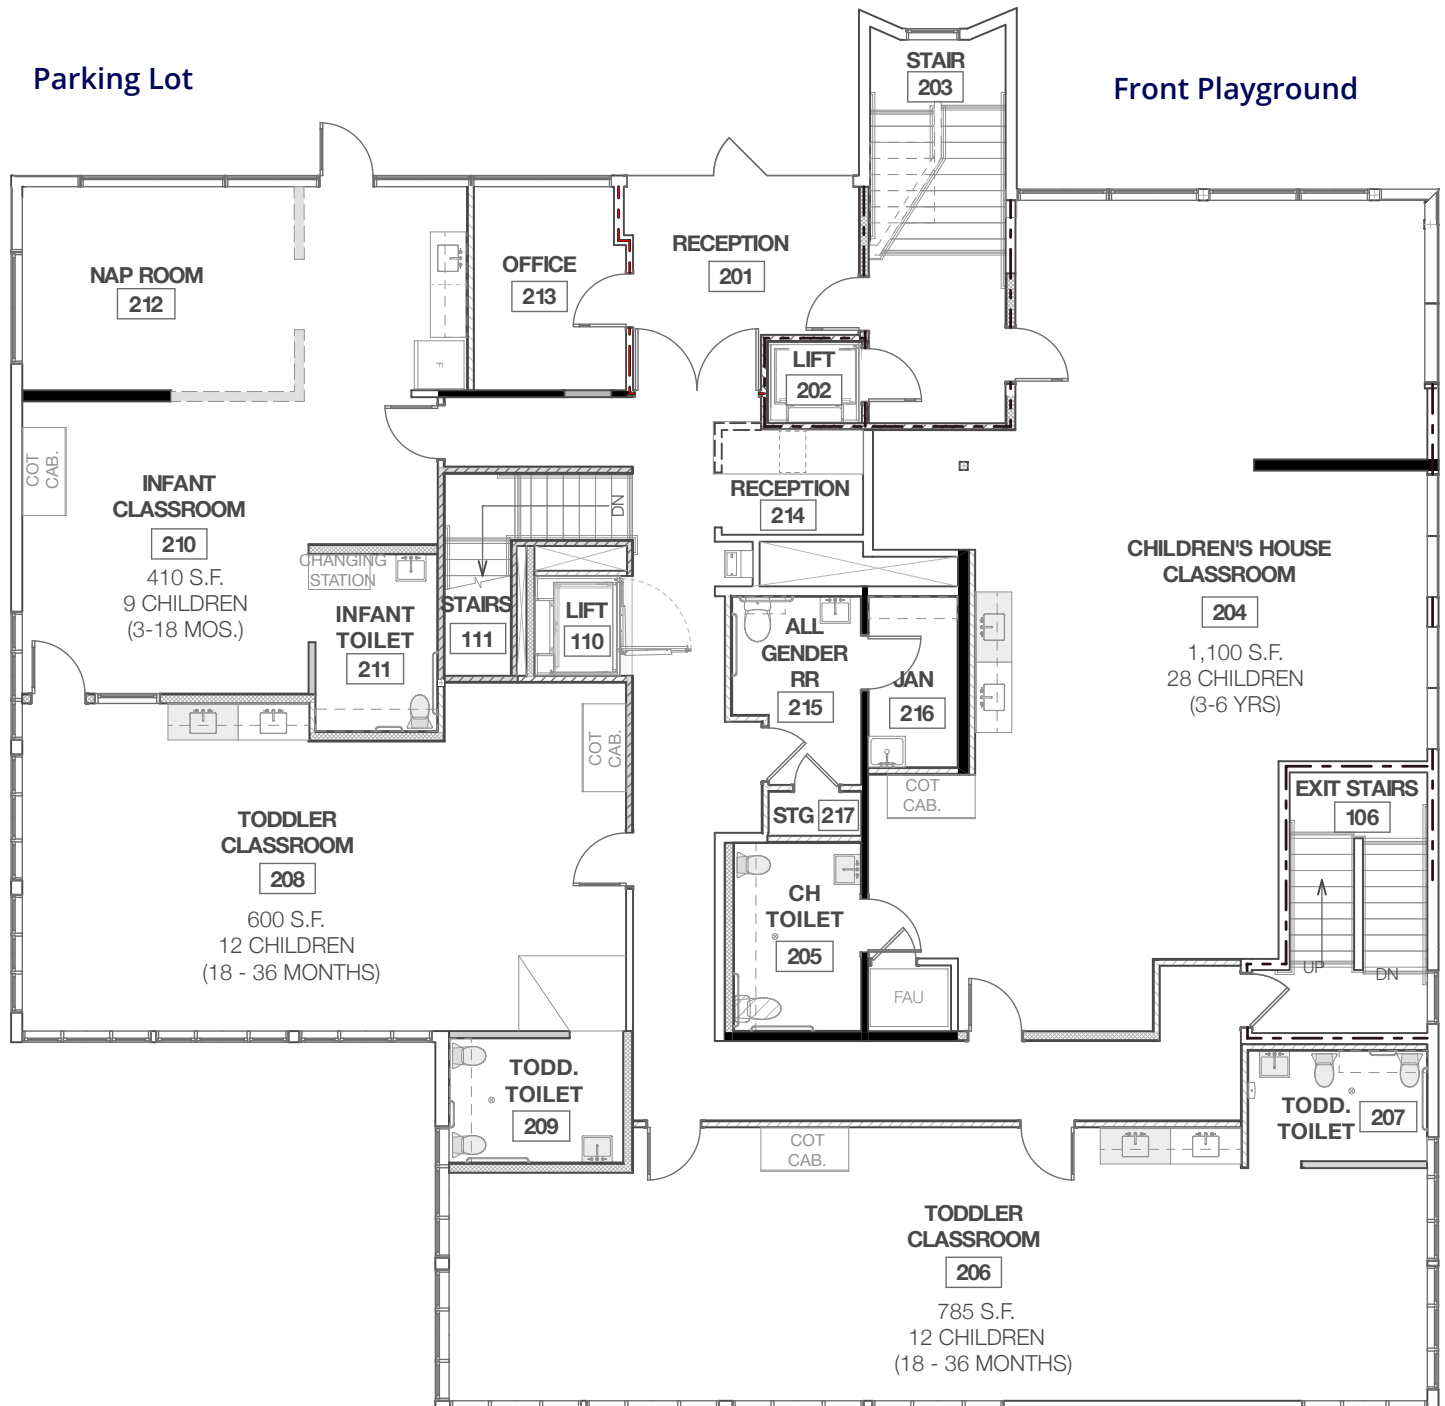 Parking Lot
Front Playground
STAIR
203
RECEPTION
201
OFFICE
213
NAP ROOM
212
F
LIFT
202
COT
CAB.
INFANT
CLASSROOM
210
410 S.F.
9 CHILDREN
(3-18 MOS.)
DN
RECEPTION
214
CHANGING
STATION
INFANT
TOILET
211
STAIRS
111
LIFT
110
ALL
GENDER
RR
215
JAN
216
CHILDREN'S HOUSE
CLASSROOM
204
1,100 S.F.
28 CHILDREN
(3-6 YRS)
COT
CAB.
COT
CAB.
STG 217
EXIT STAIRS
106
UP
DN
TODDLER
CLASSROOM
208
600 S.F.
12 CHILDREN
(18 - 36 MONTHS)
CH
TOILET
205
FAU
TODD.
TOILET
209
COT
CAB.
TODD.
TOILET
207
TODDLER
CLASSROOM
206
785 S.F.
12 CHILDREN
(18 - 36 MONTHS)